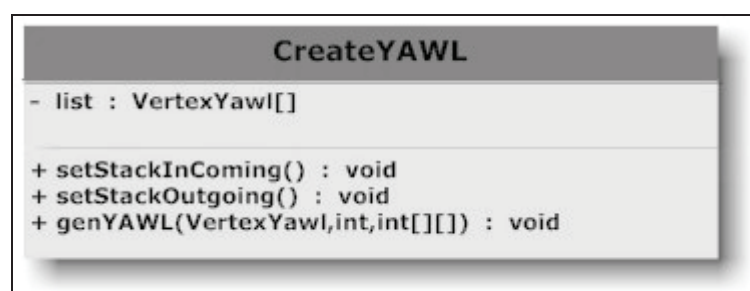 CreateYAWL
- list : VertexYawl[]
+ setStackInComing() : void
+ setStackOutgoing() : void
+ genYAWL(VertexYawl,int,int[][]) : void